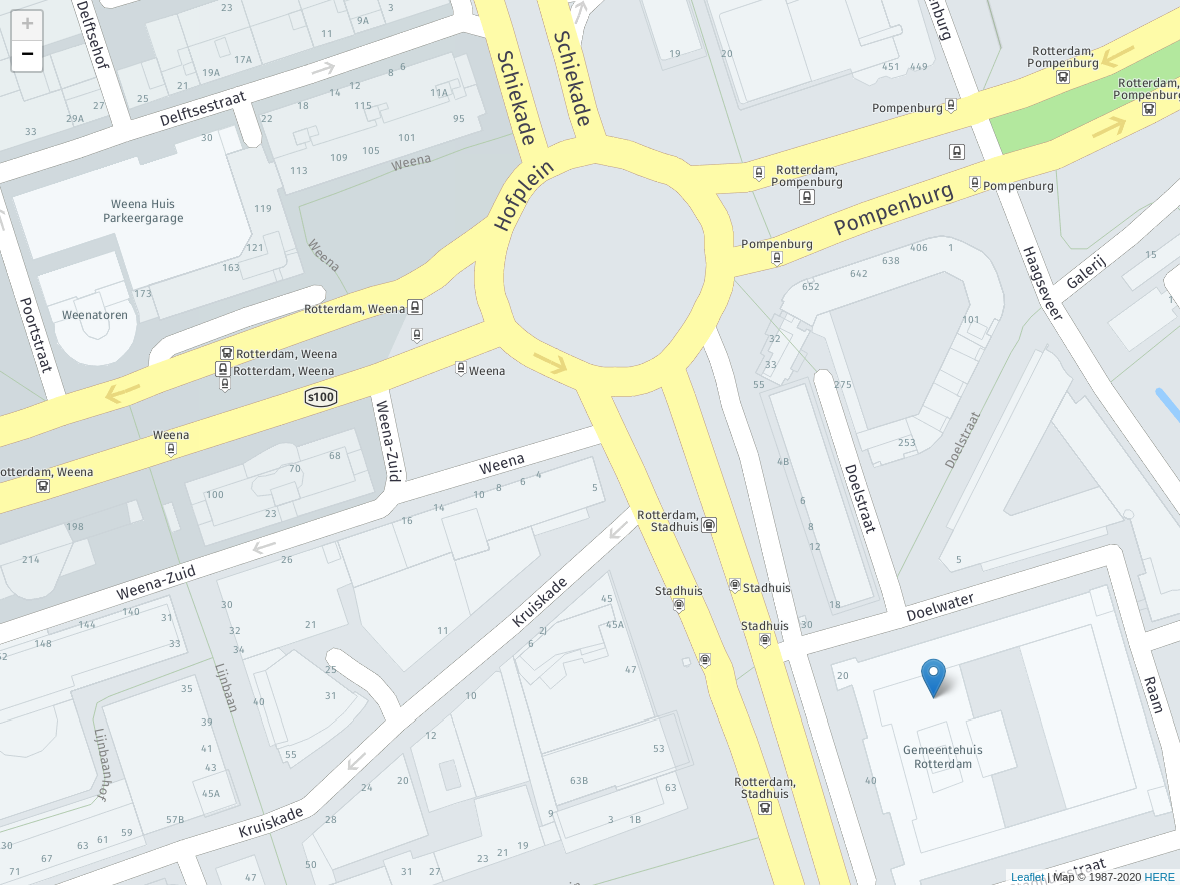 +
−
Delftsehof
Schiekade
Schiekade
23
3
9A
11
17A
19A
21
25
27
29A
33
Delftsestraat
6
8
12
14
18
11A
115
95
101
105
109
113
Weena
30
19
20
451
449
Rotterdam,
Pompenburg
Rotterdam,
Pompenburg
Pompenburg
Rotterdam,
Pompenburg
Pompenburg
Pompenburg
Pompenburg
Hofplein
Weena Huis
Parkeergarage
119
121
163
173
Weena
Weenatoren
Poortstraat
Rotterdam, Weena
Rotterdam, Weena
Rotterdam, Weena
Weena
s100
Weena
Weena-Zuid
Weena
406
1
638
642
652
101
32
33
55
275
253
Haagseveer
Galerij
15
Doelstraat
Doelstraat
4B
6
8
12
18
30
5
68
70
100
23
198
214
Weena-Zuid
26
16
14
10
8
6
4
5
11
Rotterdam,
Stadhuis
Stadhuis
Stadhuis
Stadhuis
Kruiskade
Doelwater
Raam
140
144
148
31
30
32
34
21
Lijnbaan
Lijnbaanhof
35
39
41
43
45A
57B
59
61
63
67
71
30
25
31
40
55
45
45A
2J
6
47
53
10
12
20
24
28
63B
63
9
3
1B
19
21
23
27
31
47
50
Kruiskade
20
40
Gemeentehuis
Rotterdam
Rotterdam,
Stadhuis
Leaflet | Map © 1987-2020 HERE